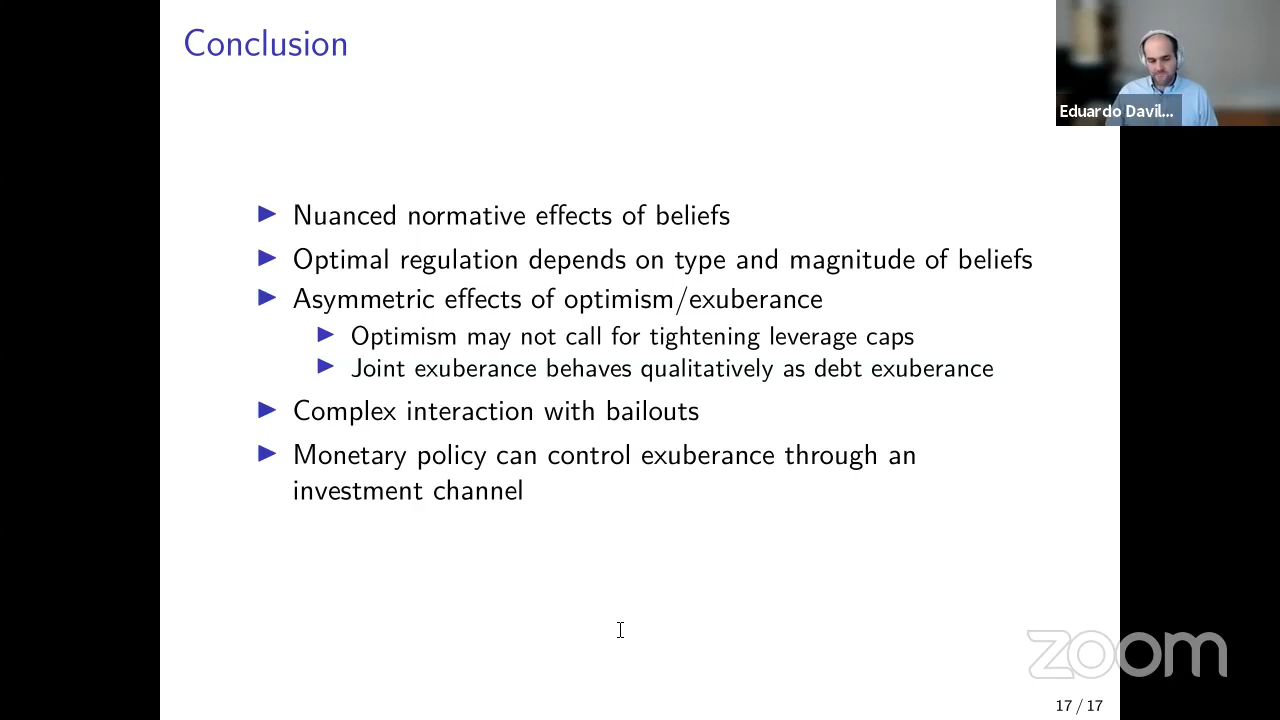 Conclusion
Eduardo Davil...
▶ Nuanced normative effects of beliefs
▶ Optimal regulation depends on type and magnitude of beliefs
▶ Asymmetric effects of optimism/exuberance
▶ Optimism may not call for tightening leverage caps
▶ Joint exuberance behaves qualitatively as debt exuberance
▶ Complex interaction with bailouts
▶ Monetary policy can control exuberance through an
investment channel
zoom
17 / 17